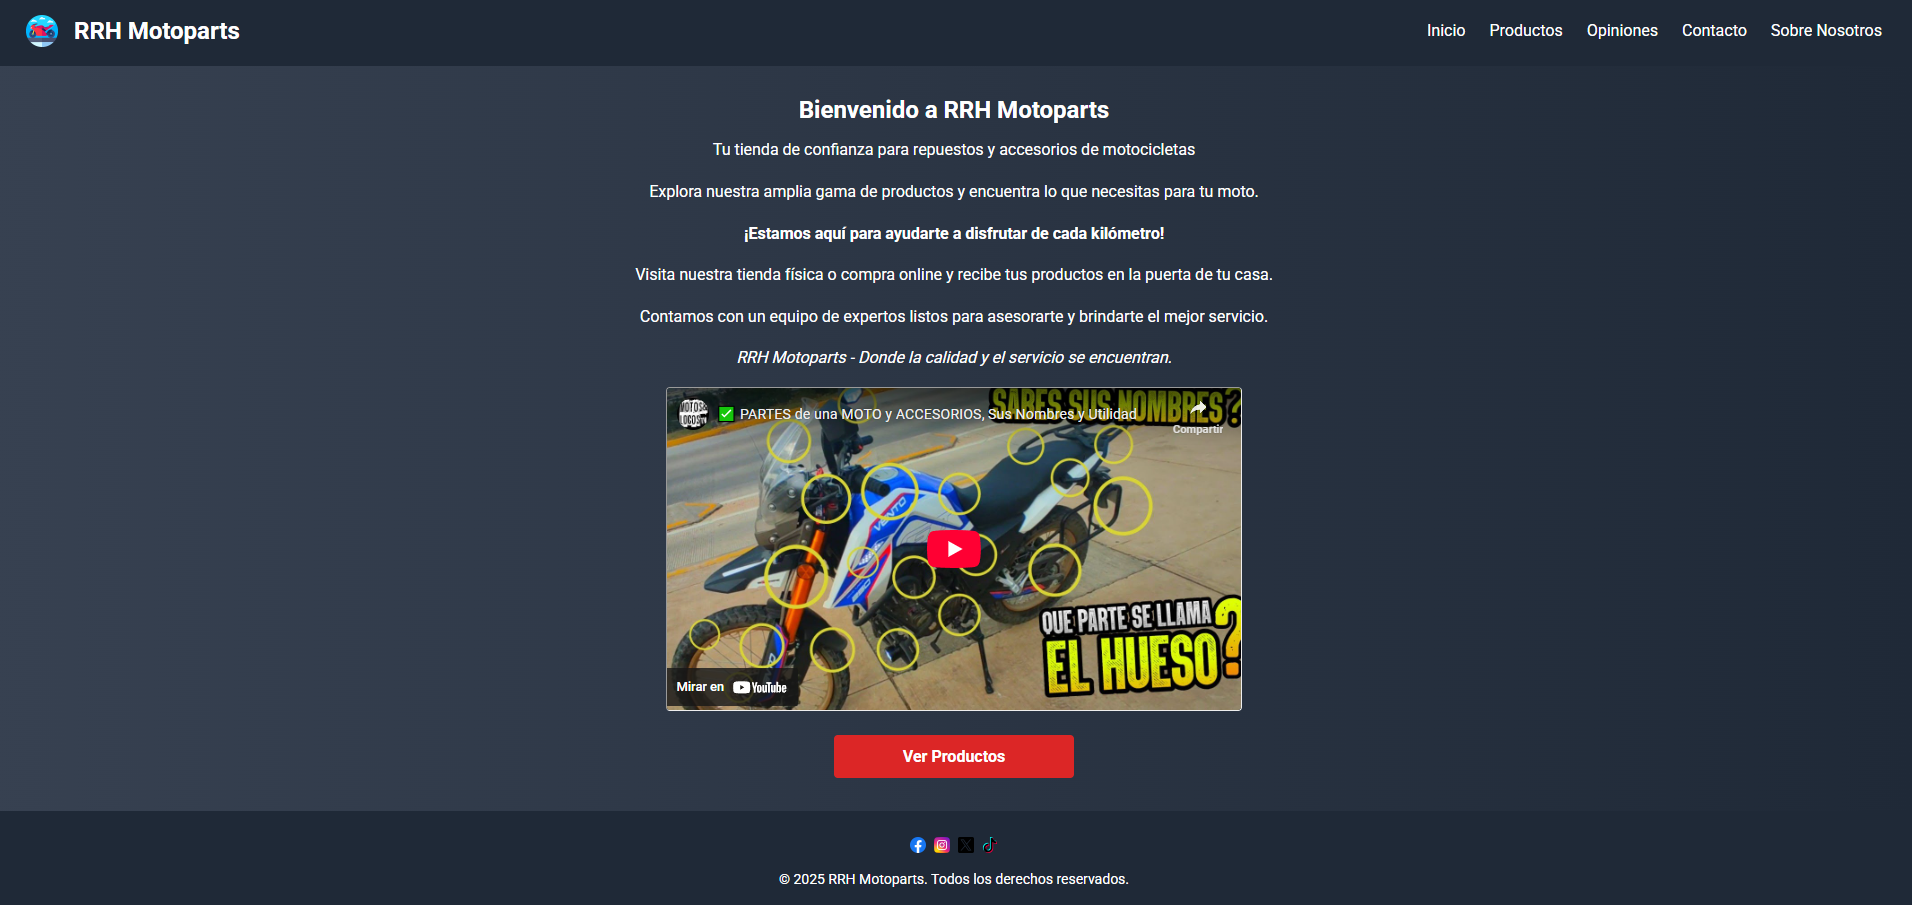 RRH Motoparts
Inicio Productos Opiniones Contacto Sobre Nosotros
Bienvenido a RRH Motoparts
Tu tienda de confianza para repuestos y accesorios de motocicletas
Explora nuestra amplia gama de productos y encuentra lo que necesitas para tu moto.
¡Estamos aquí para ayudarte a disfrutar de cada kilómetro!
Visita nuestra tienda física o compra online y recibe tus productos en la puerta de tu casa.
Contamos con un equipo de expertos listos para asesorarte y brindarte el mejor servicio.
RRH Motoparts - Donde la calidad y el servicio se encuentran.
SABES SUS NOMBRES?
MOTOS
LOBOS
✅ PARTES de una MOTO y ACCESORIOS, Sus Nombres y Utilidad
Compartir
VENTO
QUE PARTE SE LLAMA
EL HUESO?
Mirar en YouTube
Ver Productos
© 2025 RRH Motoparts. Todos los derechos reservados.